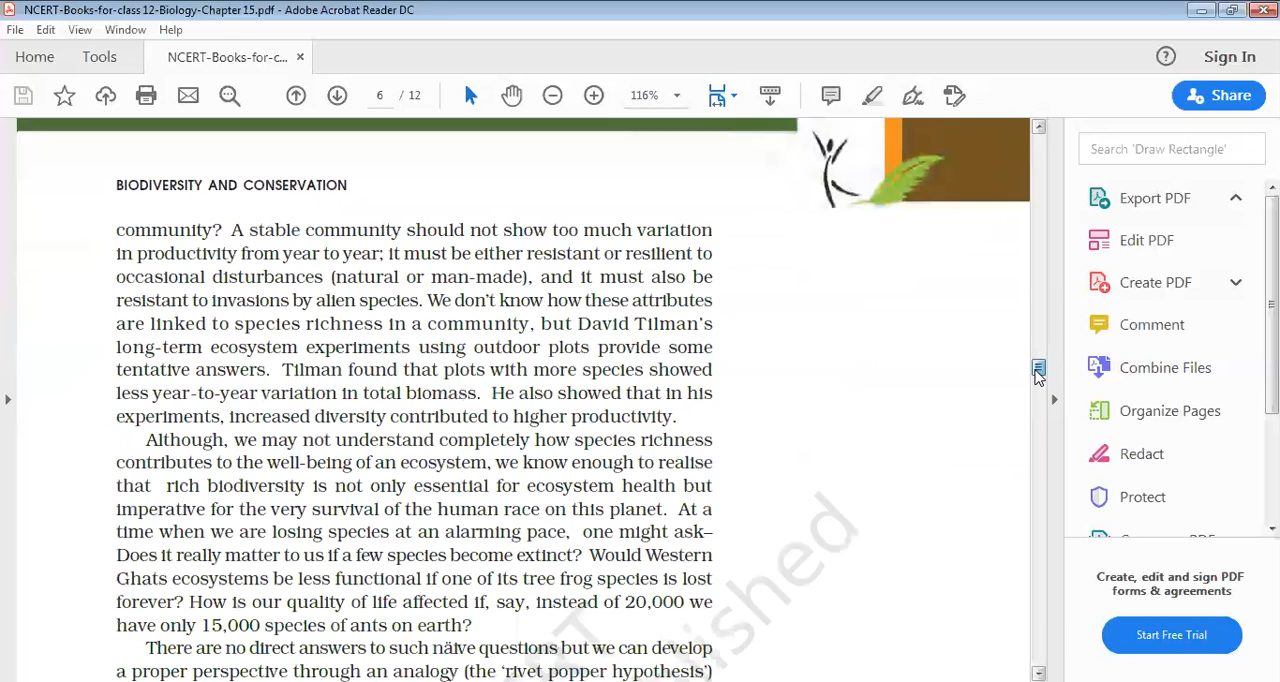 NCERT-Books-for-class 12-Biology-Chapter 15.pdf - Adobe Acrobat Reader DC
File Edit View Window Help
Home Tools NCERT-Books-for-c... × Sign In
6 / 12 116% Share
Search 'Draw Rectangle'
Export PDF
Edit PDF
Create PDF
Comment
Combine Files
Organize Pages
Redact
Protect
Create, edit and sign PDF
forms & agreements
Start Free Trial
BIODIVERSITY AND CONSERVATION
community? A stable community should not show too much variation
in productivity from year to year; it must be either resistant or resilient to
occasional disturbances (natural or man-made), and it must also be
resistant to invasions by alien species. We don't know how these attributes
are linked to species richness in a community, but David Tilman's
long-term ecosystem experiments using outdoor plots provide some
tentative answers. Tilman found that plots with more species showed
less year-to-year variation in total biomass. He also showed that in his
experiments, increased diversity contributed to higher productivity.
Although, we may not understand completely how species richness
contributes to the well-being of an ecosystem, we know enough to realise
that rich biodiversity is not only essential for ecosystem health but
imperative for the very survival of the human race on this planet. At a
time when we are losing species at an alarming pace, one might ask–
Does it really matter to us if a few species become extinct? Would Western
Ghats ecosystems be less functional if one of its tree frog species is lost
forever? How is our quality of life affected if, say, instead of 20,000 we
have only 15,000 species of ants on earth?
There are no direct answers to such näive questions but we can develop
a proper perspective through an analogy (the 'rivet popper hypothesis')